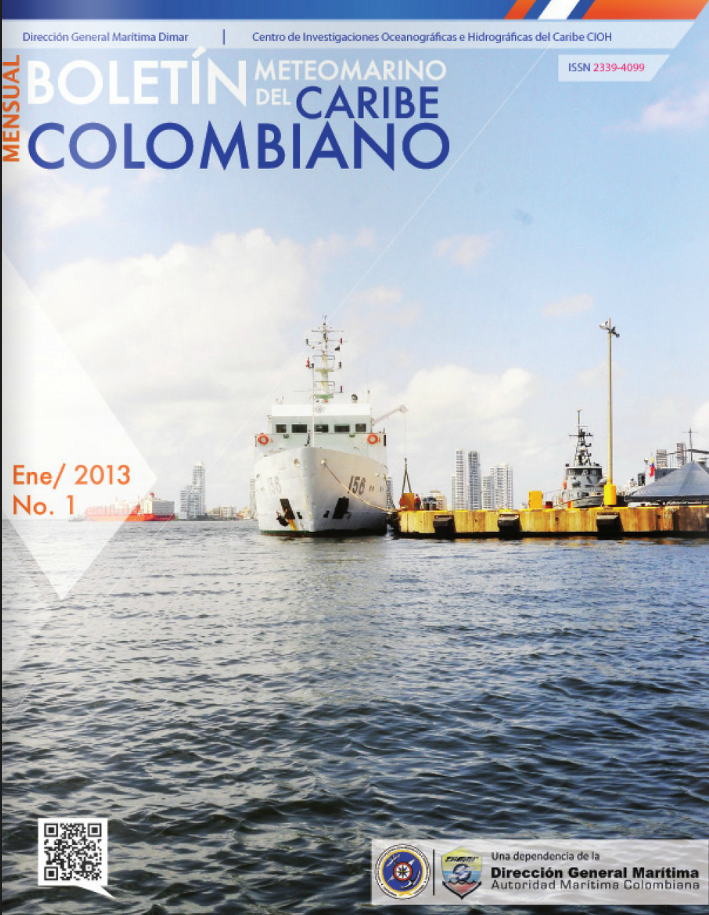 Dirección General Marítima Dimar | Centro de Investigaciones Oceanográficas e Hidrográficas del Caribe CIOH
ISSN 2339-4099
MENSUAL
BOLETÍN METEOMARINO
DEL CARIBE
COLOMBIANO
Ene/ 2013
No. 1
156
Una dependencia de la
Dirección General Marítima
Autoridad Marítima Colombiana